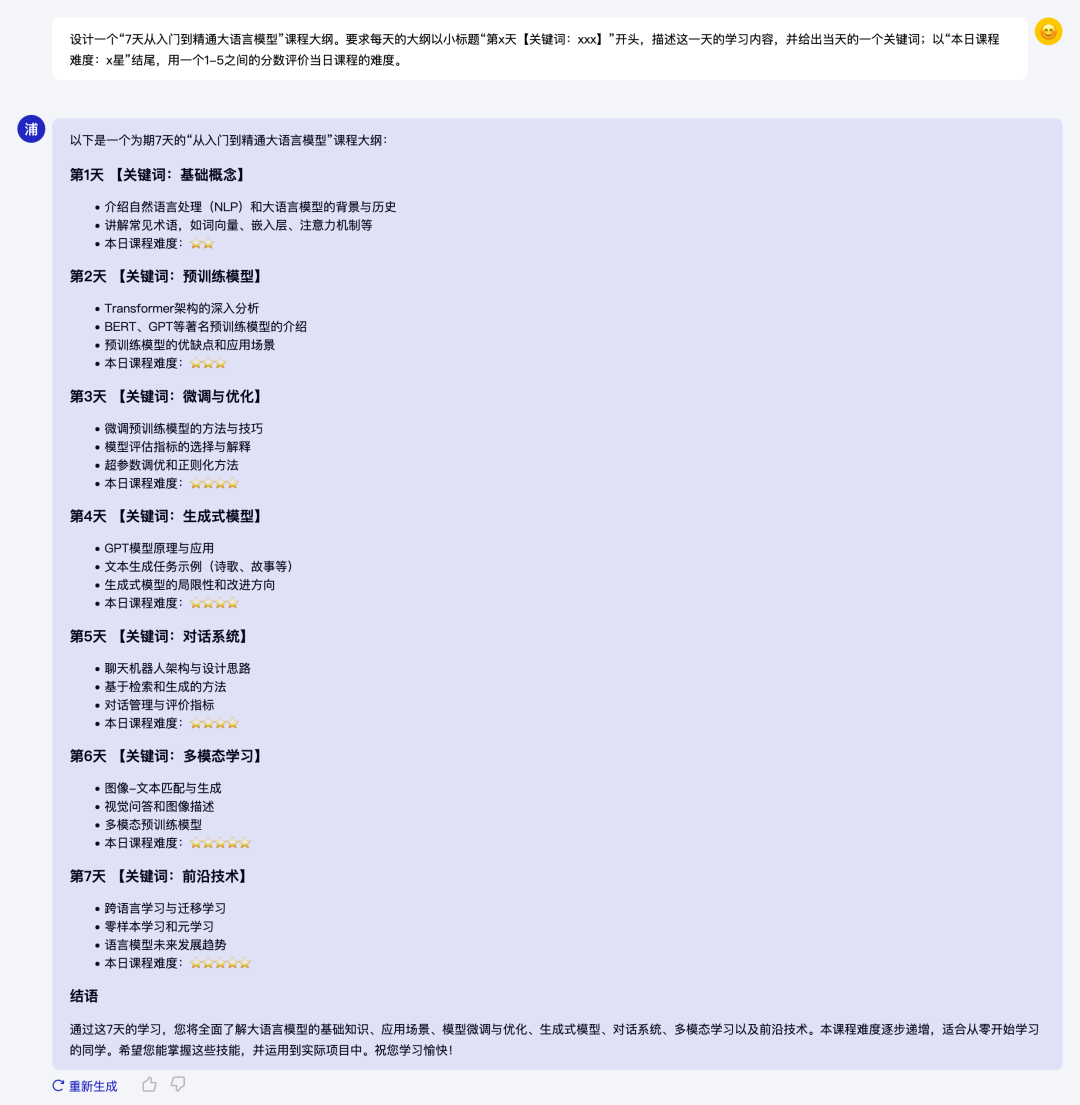 设计一个“7天从入门到精通大语言模型”课程大纲。要求每天的大纲以小标题“第x天【关键词：xxx】”开头，描述这一天的学习内容，并给出当天的一个关键词；以“本日课程
难度：x星”结尾，用一个1-5之间的分数评价当日课程的难度。
浦
以下是一个为期7天的“从入门到精通大语言模型”课程大纲：
第1天 【关键词：基础概念】
• 介绍自然语言处理（NLP）和大语言模型的背景与历史
• 讲解常见术语，如词向量、嵌入层、注意力机制等
• 本日课程难度：⭐⭐
第2天 【关键词：预训练模型】
• Transformer架构的深入分析
• BERT、GPT等著名预训练模型的介绍
• 预训练模型的优缺点和应用场景
• 本日课程难度：⭐⭐⭐
第3天 【关键词：微调与优化】
• 微调预训练模型的方法与技巧
• 模型评估指标的选择与解释
• 超参数调优和正则化方法
• 本日课程难度：⭐⭐⭐⭐
第4天 【关键词：生成式模型】
• GPT模型原理与应用
• 文本生成任务示例（诗歌、故事等）
• 生成式模型的局限性和改进方向
• 本日课程难度：⭐⭐⭐⭐
第5天 【关键词：对话系统】
• 聊天机器人架构与设计思路
• 基于检索和生成的方法
• 对话管理与评价指标
• 本日课程难度：⭐⭐⭐⭐
第6天 【关键词：多模态学习】
• 图像-文本匹配与生成
• 视觉问答和图像描述
• 多模态预训练模型
• 本日课程难度：⭐⭐⭐⭐⭐
第7天 【关键词：前沿技术】
• 跨语言学习与迁移学习
• 零样本学习和元学习
• 语言模型未来发展趋势
• 本日课程难度：⭐⭐⭐⭐⭐
结语
通过这7天的学习，您将全面了解大语言模型的基础知识、应用场景、模型微调与优化、生成式模型、对话系统、多模态学习以及前沿技术。本课程难度逐步递增，适合从零开始学习
的同学。希望您能掌握这些技能，并运用到实际项目中。祝您学习愉快！
重新生成